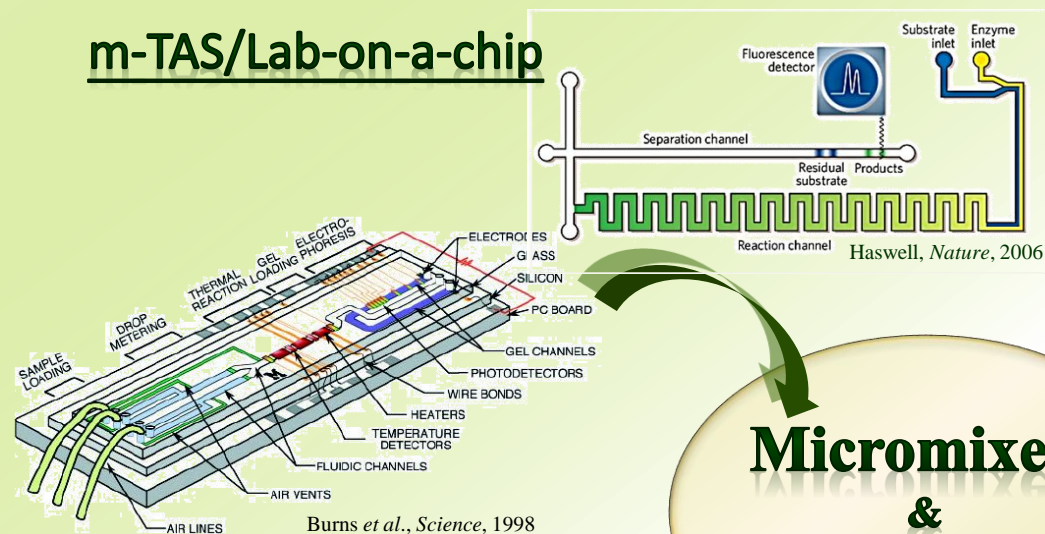 m-TAS/Lab-on-a-chip
Substrate
inlet
Enzyme
inlet
Fluorescence
detector
Separation channel
Residual
substrate
Products
Reaction channel
Haswell, Nature, 2006
SAMPLE
LOADING
DROP
METERING
THERMAL
REACTION
GEL
LOADING
ELECTRO-
PHORESIS
ELECTRODES
GLASS
SILICON
PC BOARD
GEL CHANNELS
PHOTODETECTORS
WIRE BONDS
HEATERS
TEMPERATURE
DETECTORS
FLUIDIC CHANNELS
AIR VENTS
AIR LINES
Burns et al., Science, 1998
Micromixe
&